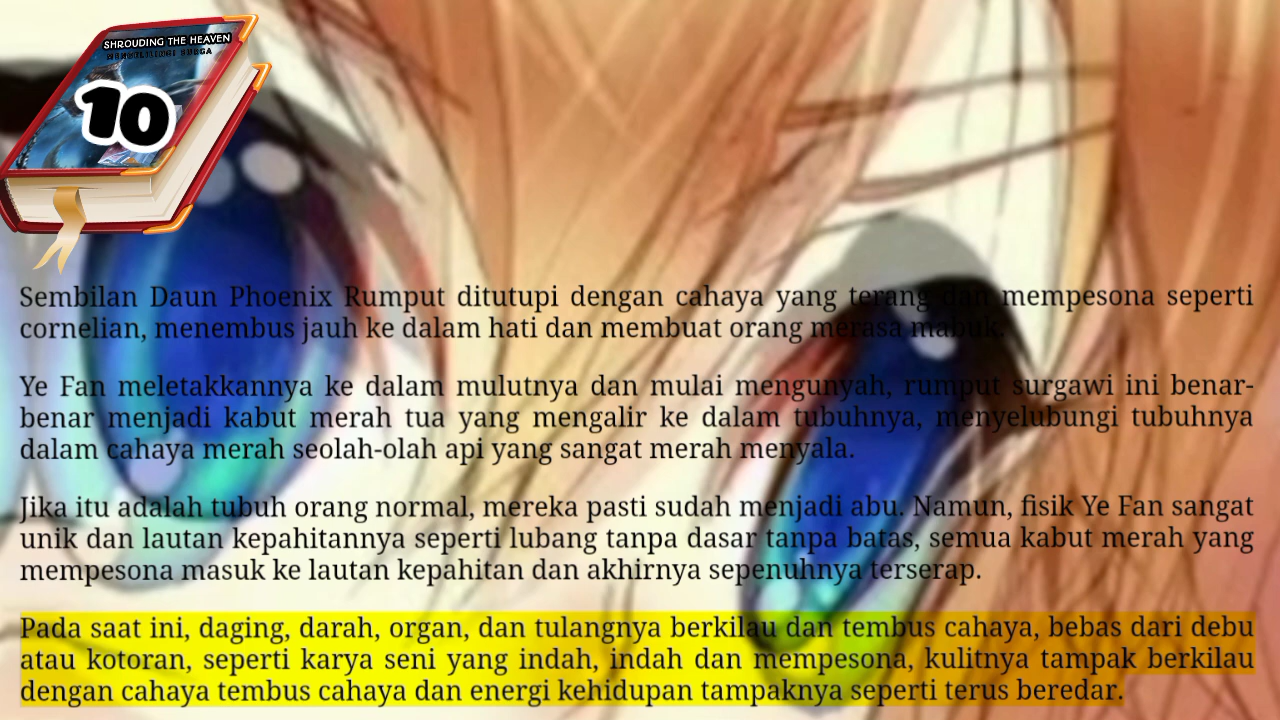 SHROUDING THE HEAVEN
MENGELILINGI SURGA
10
Sembilan Daun Phoenix Rumput ditutupi dengan cahaya yang terang dan mempesona seperti
cornelian, menembus jauh ke dalam hati dan membuat orang merasa mabuk.
Ye Fan meletakkannya ke dalam mulutnya dan mulai mengunyah, rumput surgawi ini benar-
benar menjadi kabut merah tua yang mengalir ke dalam tubuhnya, menyelubungi tubuhnya
dalam cahaya merah seolah-olah api yang sangat merah menyala.
Jika itu adalah tubuh orang normal, mereka pasti sudah menjadi abu. Namun, fisik Ye Fan sangat
unik dan lautan kepahitannya seperti lubang tanpa dasar tanpa batas, semua kabut merah yang
mempesona masuk ke lautan kepahitan dan akhirnya sepenuhnya terserap.
Pada saat ini, daging, darah, organ, dan tulangnya berkilau dan tembus cahaya, bebas dari debu
atau kotoran, seperti karya seni yang indah, indah dan mempesona, kulitnya tampak berkilau
dengan cahaya tembus cahaya dan energi kehidupan tampaknya seperti terus beredar.